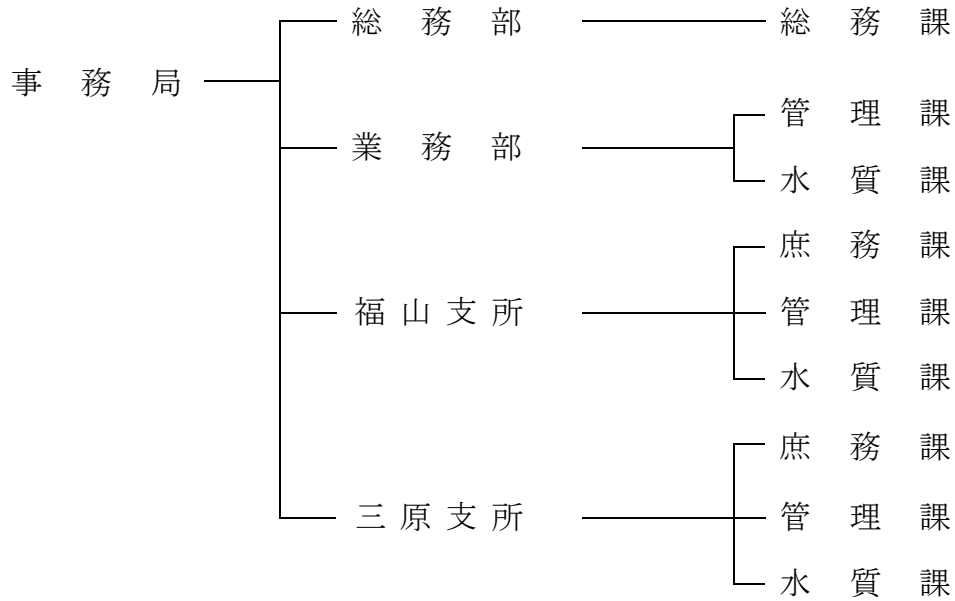 総務部 総務課
事務局
管理課
業務部
水質課
庶務課
福山支所 管理課
水質課
庶務課
三原支所 管理課
水質課